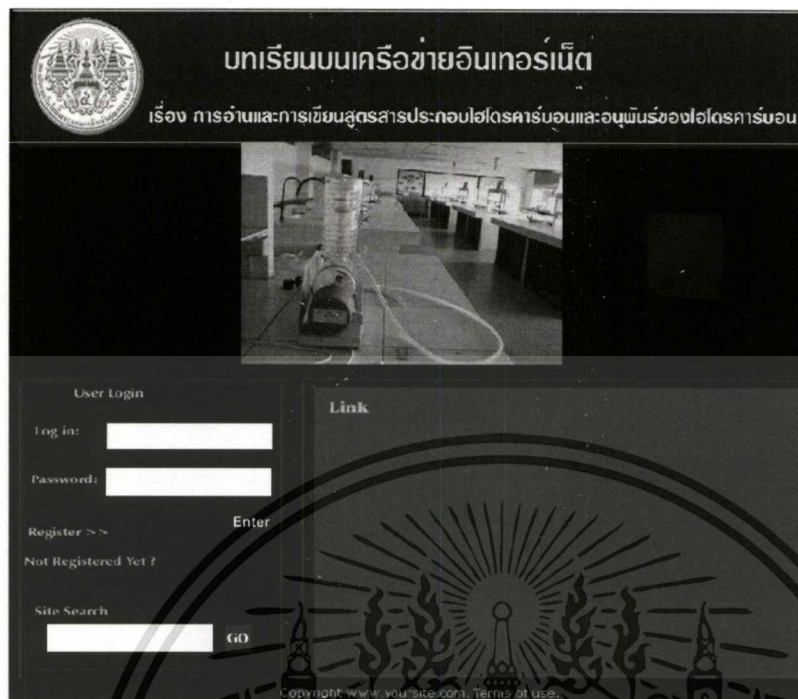 บทเรียนบนเครือข่ายอินเทอร์เน็ต
เรื่อง การอ่านและการเขียนสูตรสารประกอบไฮโดรคาร์บอนและอนุพันธ์ของไฮโดรคาร์บอน
User Login
Log in:
Password:
Enter
Register >>
Not Registered Yet ?
Site Search
GO
Link
Copyright www.yoursite.com. Terms of use.